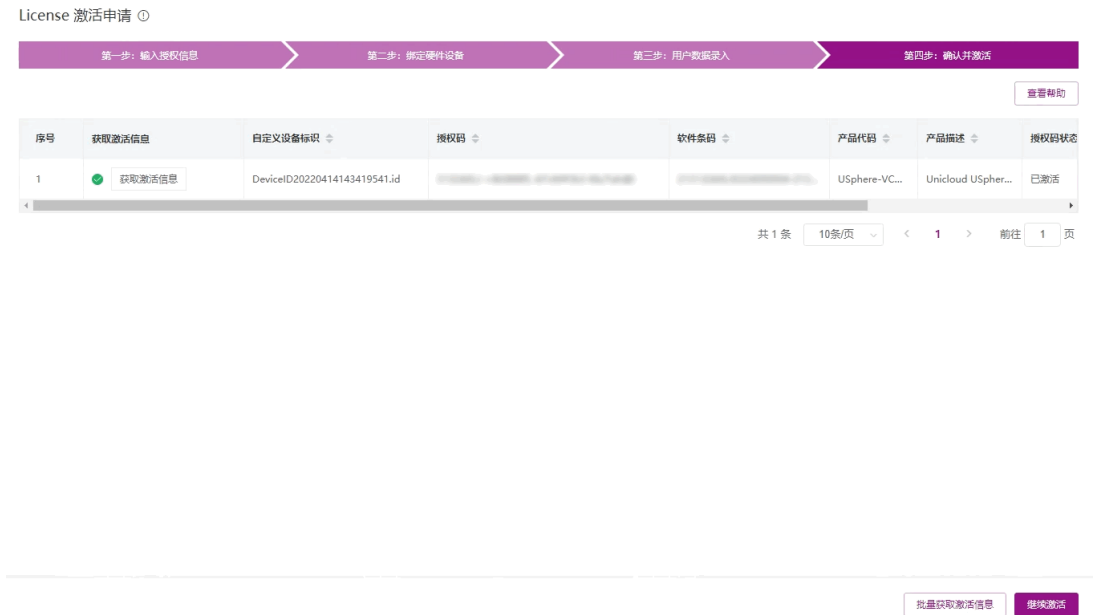 License 激活申请
第一步：输入授权信息 第二步：绑定硬件设备 第三步：用户数据录入 第四步：确认并激活
查看帮助
序号 获取激活信息 自定义设备标识 授权码 软件条码 产品代码 产品描述 授权码状态
1 获取激活信息 DeviceID20220414143419541.id USphere-VC... Unicloud USpher... 已激活
共 1 条 10条/页 1 前往 1 页
批量获取激活信息 继续激活